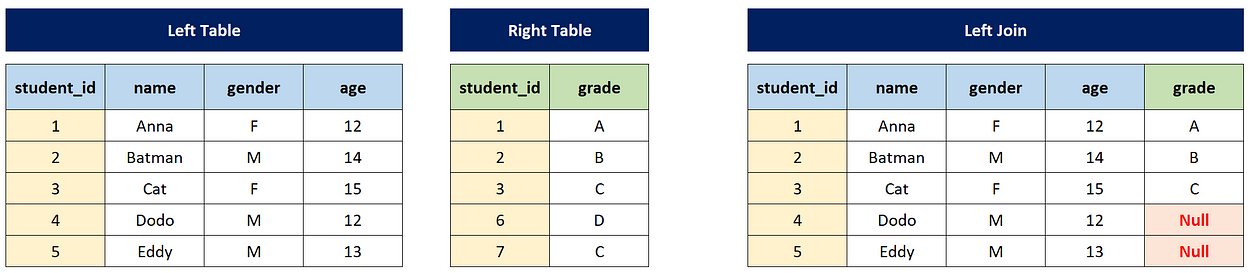 Left Table
student_id name gender age
1 Anna F 12
2 Batman M 14
3 Cat F 15
4 Dodo M 12
5 Eddy M 13
Right Table
student_id grade
1 A
2 B
3 C
6 D
7 C
Left Join
student_id name gender age grade
1 Anna F 12 A
2 Batman M 14 B
3 Cat F 15 C
4 Dodo M 12 Null
5 Eddy M 13 Null